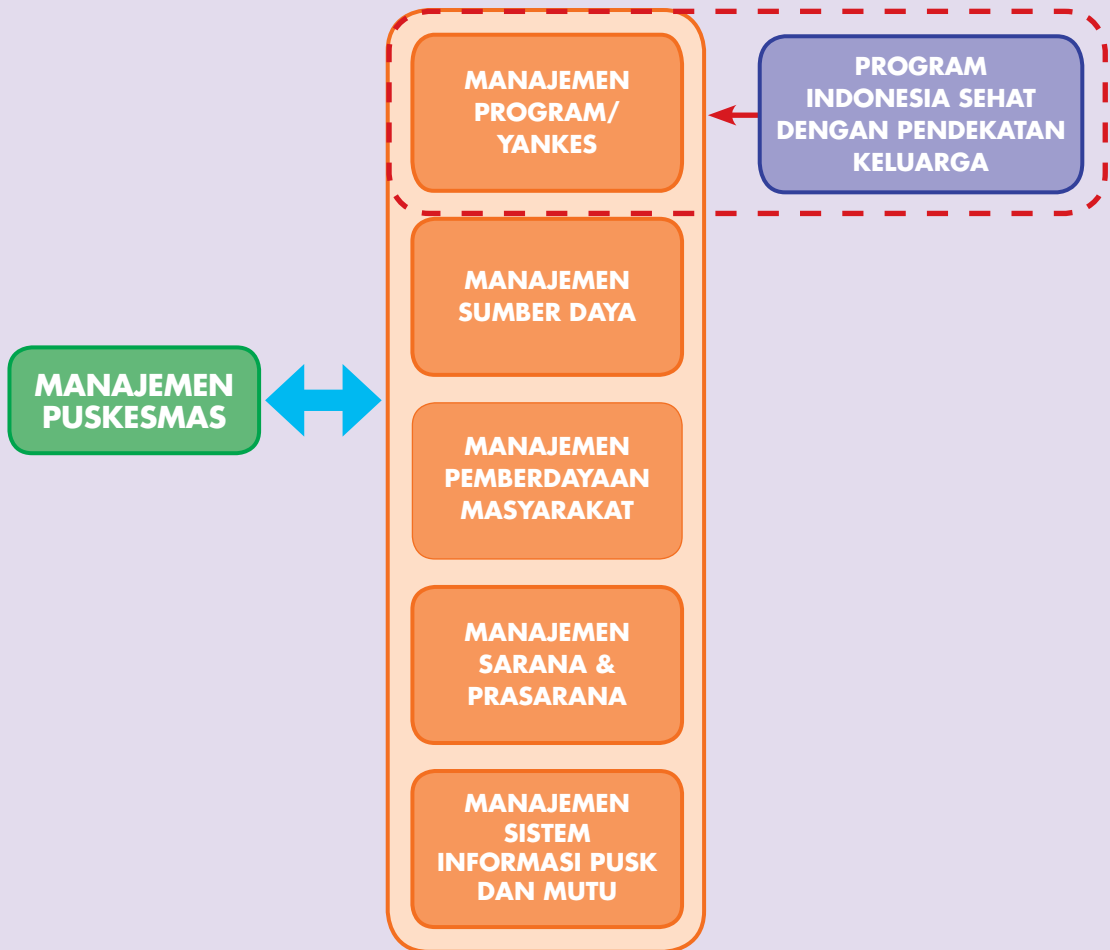 MANAJEMEN
PROGRAM/
YANKES
PROGRAM
INDONESIA SEHAT
DENGAN PENDEKATAN
KELUARGA
MANAJEMEN
SUMBER DAYA
MANAJEMEN
PUSKESMAS
MANAJEMEN
PEMBERDAYAAN
MASYARAKAT
MANAJEMEN
SARANA &
PRASARANA
MANAJEMEN
SISTEM
INFORMASI PUSK
DAN MUTU